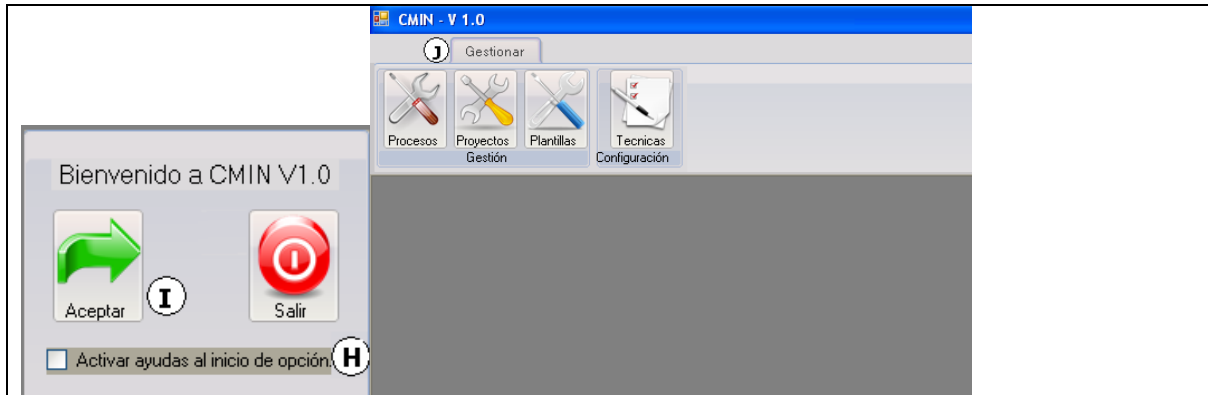 CMIN - V 1.0
J Gestionar
Procesos Proyectos Plantillas Tecnicas
Gestión Configuración
Bienvenido a CMIN V1.0
Aceptar I Salir
Activar ayudas al inicio de opción. H